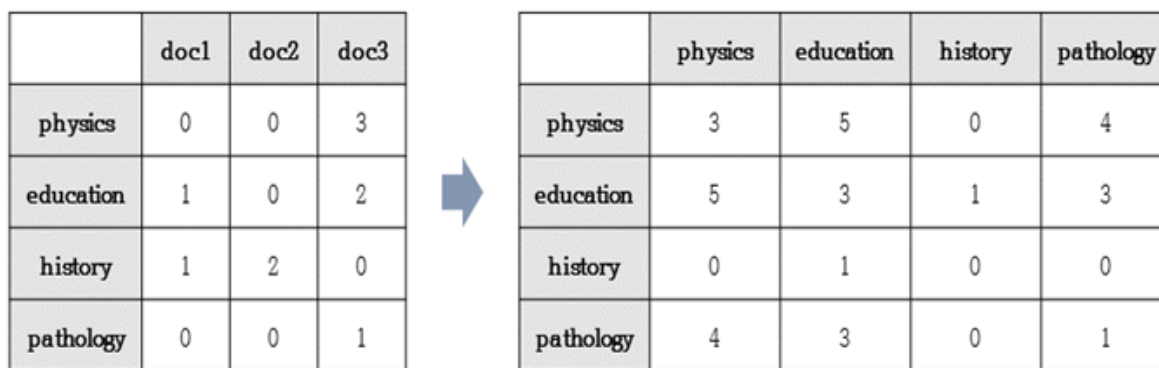 doc1 doc2 doc3
physics 0 0 3
education 1 0 2
history 1 2 0
pathology 0 0 1
physics education history pathology
physics 3 5 0 4
education 5 3 1 3
history 0 1 0 0
pathology 4 3 0 1